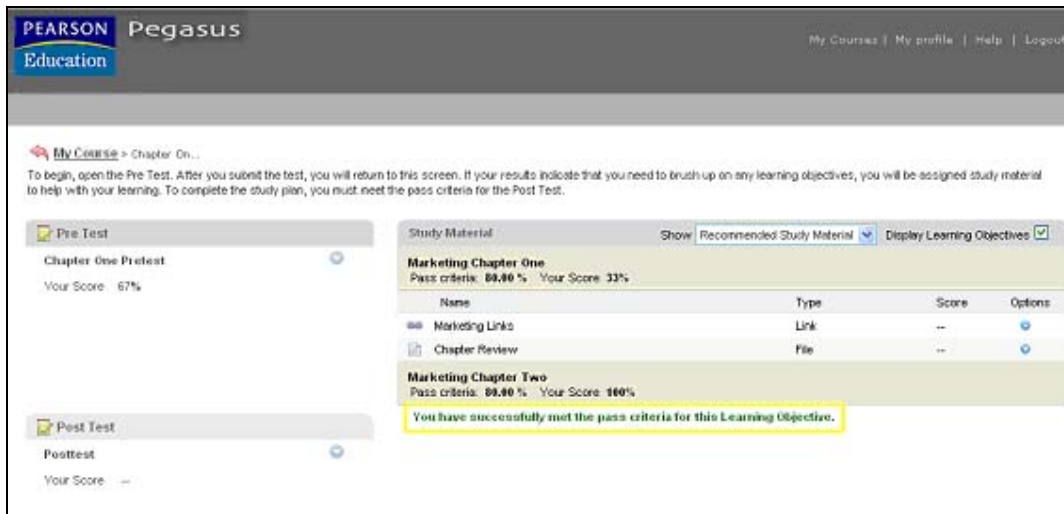 PEARSON
Education
Pegasus
My Courses | My profile | Help | Logout
My Course > Chapter On...
To begin, open the Pre Test. After you submit the test, you will return to this screen. If your results indicate that you need to brush up on any learning objectives, you will be assigned study material
to help with your learning. To complete the study plan, you must meet the pass criteria for the Post Test.
Pre Test
Chapter One Pretest
Your Score 67%
Post Test
Posttest
Your Score --
Study Material Show Recommended Study Material Display Learning Objectives
Marketing Chapter One
Pass criteria: 80.00 % Your Score 33%
Name Type Score Options
Marketing Links Link --
Chapter Review File --
Marketing Chapter Two
Pass criteria: 80.00 % Your Score 100%
You have successfully met the pass criteria for this Learning Objective.